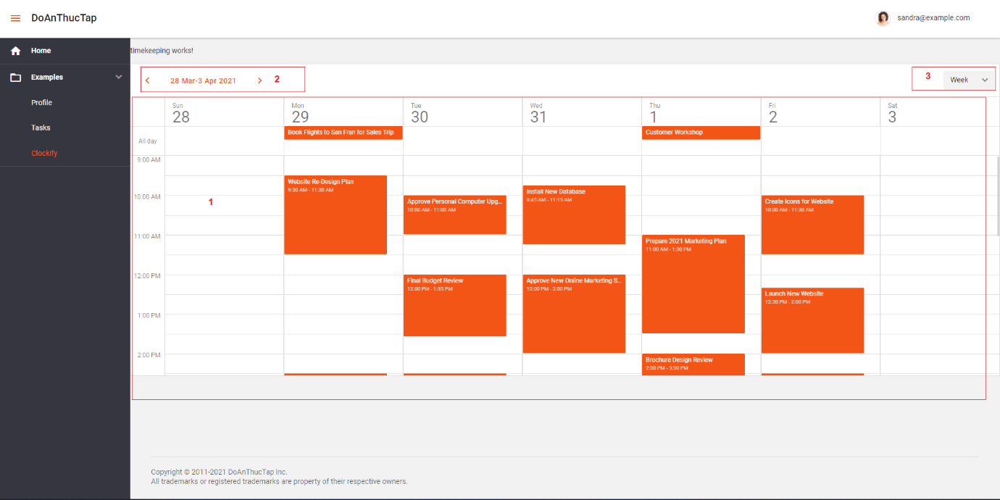 DoAnThucTap
sandra@example.com
Home
Examples
Profile
Tasks
Clockify
timekeeping works!
28 Mar-3 Apr 2021
2
3
Week
Sun
28
Mon
29
Tue
30
Wed
31
Thu
1
Fri
2
Sat
3
All day
Book Flights to San Fran for Sales Trip
Customer Workshop
9:00 AM
10:00 AM
11:00 AM
12:00 PM
1:00 PM
2:00 PM
1
Website Re-Design Plan
9:30 AM - 11:30 AM
Approve Personal Computer Upg...
10:00 AM - 11:00 AM
Final Budget Review
12:00 PM - 1:35 PM
Install New Database
9:45 AM - 11:15 AM
Approve New Online Marketing S...
12:00 PM - 2:00 PM
Prepare 2021 Marketing Plan
11:00 AM - 1:30 PM
Brochure Design Review
2:00 PM - 3:30 PM
Create Icons for Website
10:00 AM - 11:30 AM
Launch New Website
12:20 PM - 2:00 PM
Copyright © 2011-2021 DoAnThucTap Inc.
All trademarks or registered trademarks are property of their respective owners.